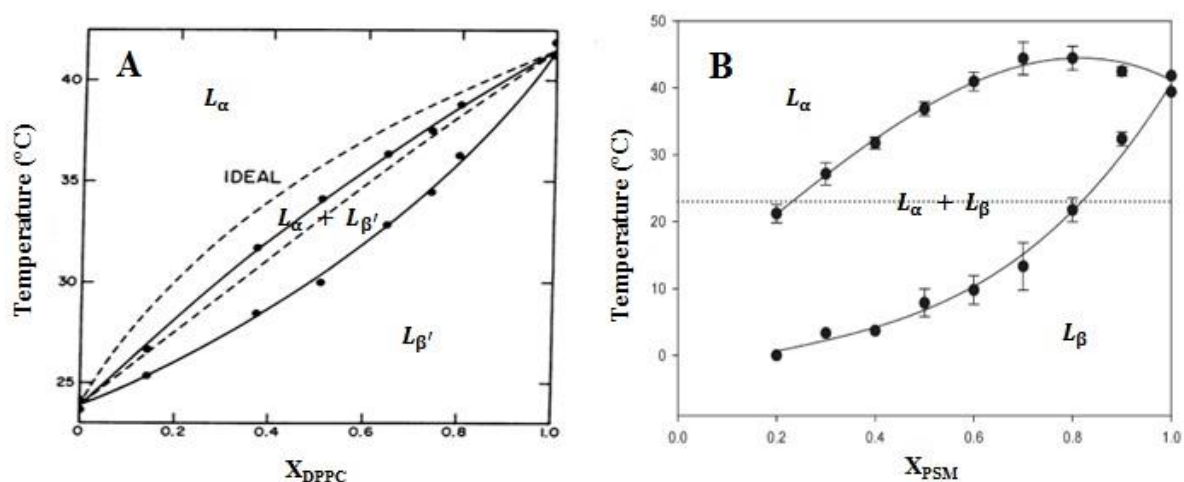 A
Lα
IDEAL
Lα + Lβ′
Lβ′
Temperature (°C)
40
35
30
25
0
0.2
0.4
0.6
0.8
1.0
XDPPC
B
Lα
Lα + Lβ
Lβ
Temperature (°C)
50
40
30
20
10
0
0.0
0.2
0.4
0.6
0.8
1.0
XPSM